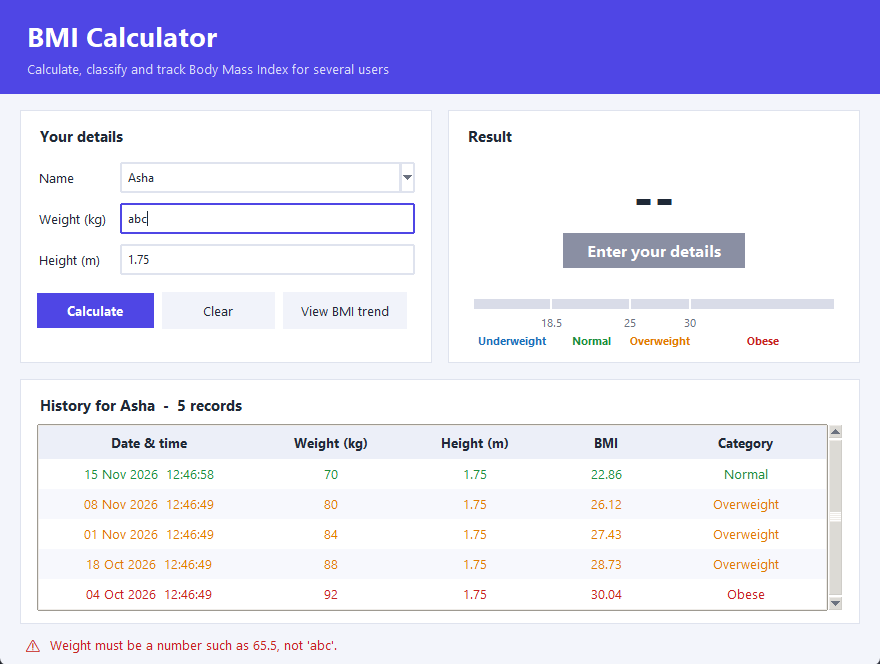 BMI Calculator
Calculate, classify and track Body Mass Index for several users
Your details
Name Asha
Weight (kg) abc
Height (m) 1.75
Calculate Clear View BMI trend
Result
--
Enter your details
18.5 25 30
Underweight Normal Overweight Obese
History for Asha - 5 records
Date & time Weight (kg) Height (m) BMI Category
15 Nov 2026 12:46:58 70 1.75 22.86 Normal
08 Nov 2026 12:46:49 80 1.75 26.12 Overweight
01 Nov 2026 12:46:49 84 1.75 27.43 Overweight
18 Oct 2026 12:46:49 88 1.75 28.73 Overweight
04 Oct 2026 12:46:49 92 1.75 30.04 Obese
⚠ Weight must be a number such as 65.5, not 'abc'.